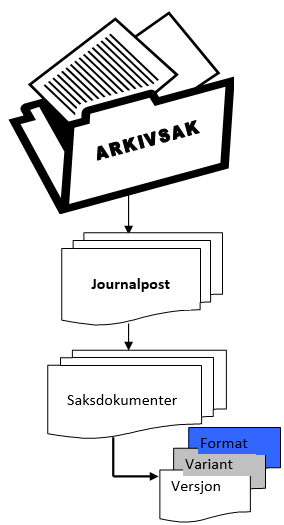 ARKIVSAK
Journalpost
Saksdokumenter
Format
Variant
Versjon